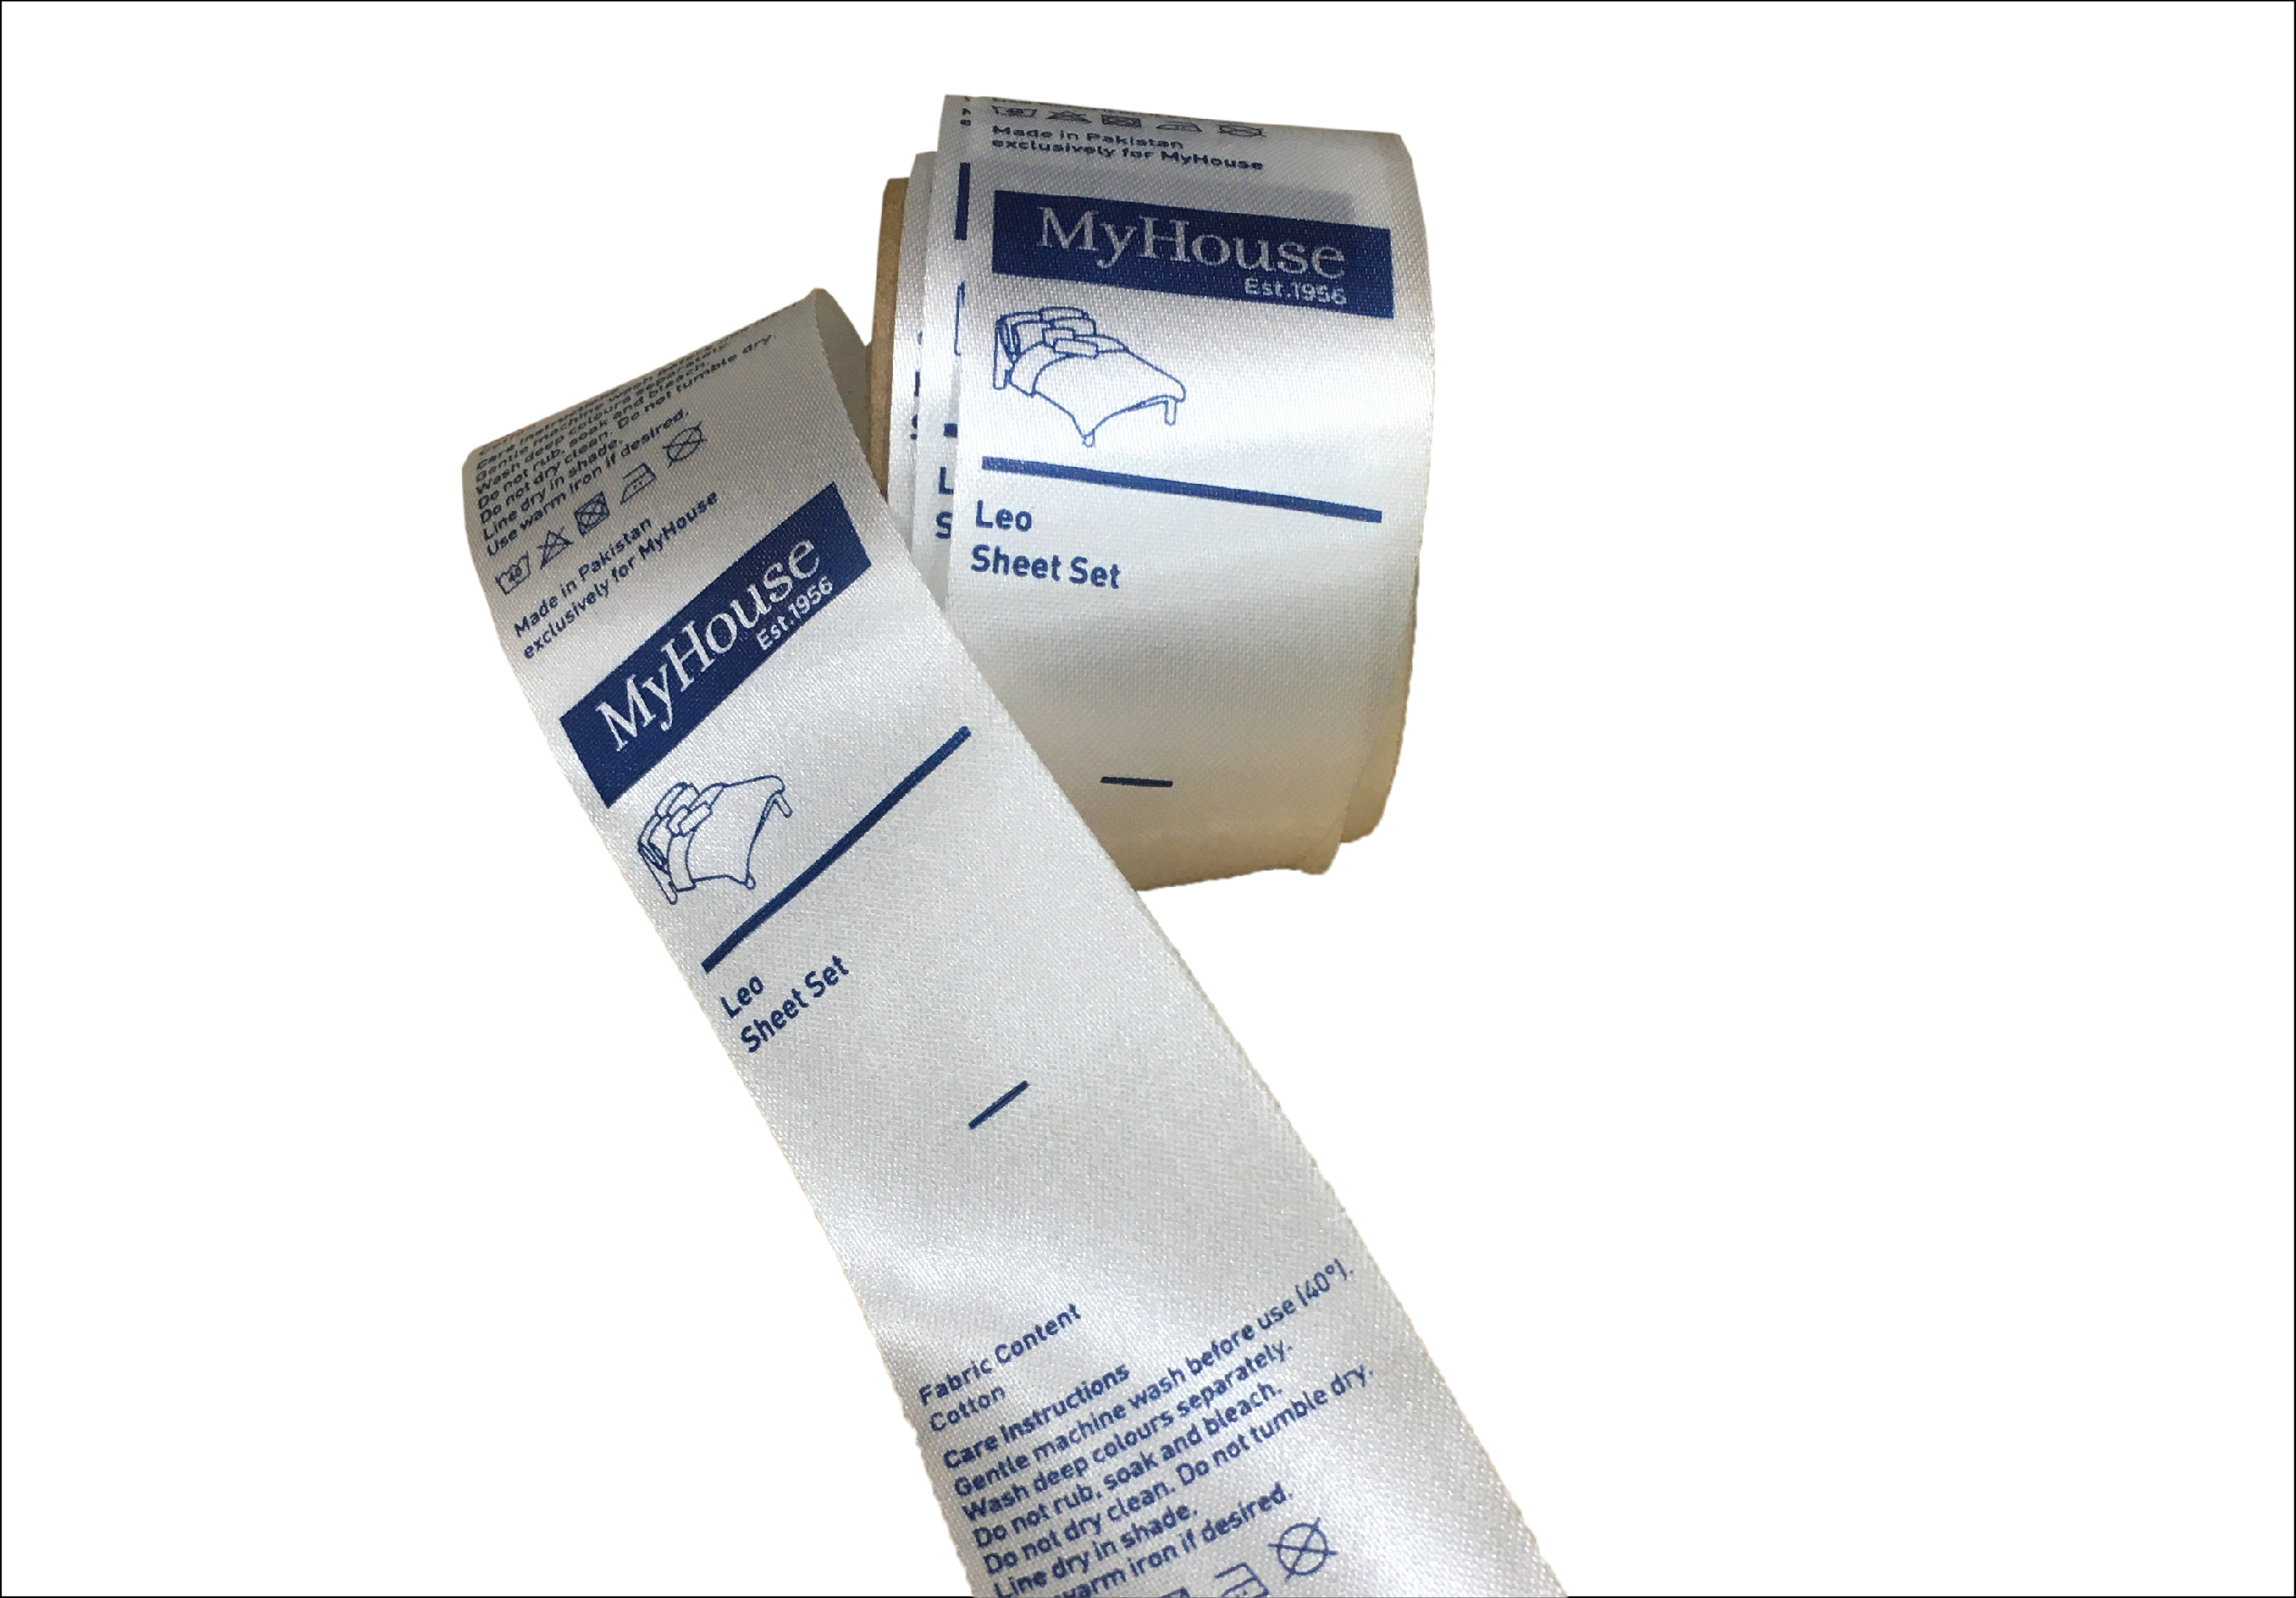 Made in Pakistan
exclusively for MyHouse
MyHouse
Est.1956
Leo
Sheet Set
L
S
Care Instructions
Gentle machine wash
Wash deep colours separately.
Do not rub, soak and bleach.
Do not dry clean. Do not tumble dry.
Line dry in shade.
Use warm iron if desired.
40
Made in Pakistan
exclusively for MyHouse
MyHouse
Est.1956
Leo
Sheet Set
Fabric Content
Cotton
Care Instructions
Gentle machine wash before use (40°).
Wash deep colours separately.
Do not rub, soak and bleach.
Do not dry clean. Do not tumble dry.
Line dry in shade.
warm iron if desired.